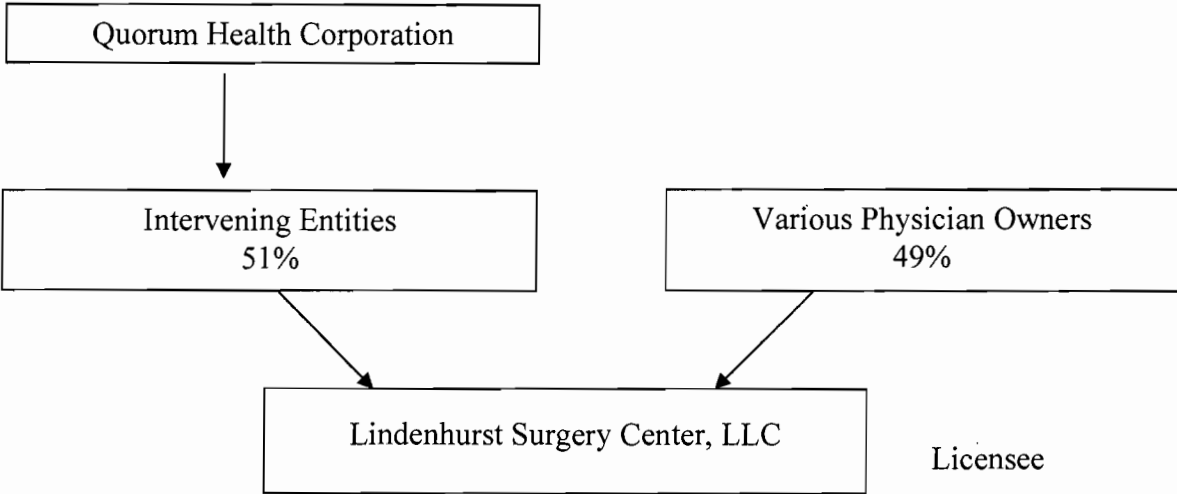 Quorum Health Corporation
Intervening Entities
51%
Various Physician Owners
49%
Lindenhurst Surgery Center, LLC
Licensee